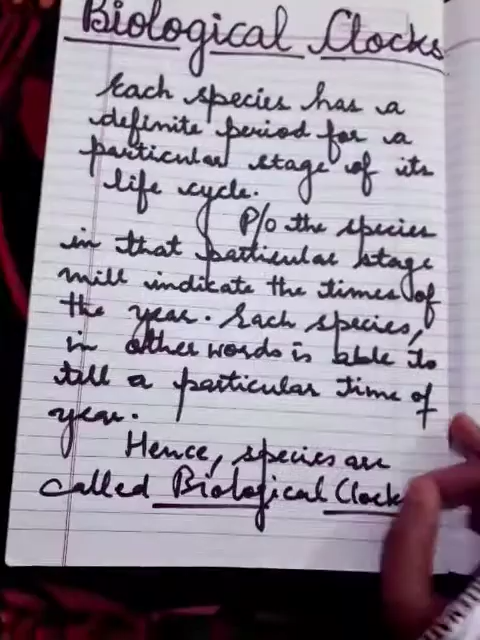 Biological Clocks
Each species has a
definite period for a
particular stage of its
life cycle.
P/o the species
in that particular stage
will indicate the times of
the year. Each species,
in other words is able to
tell a particular time of
year.
Hence, species are
called Biological Clock